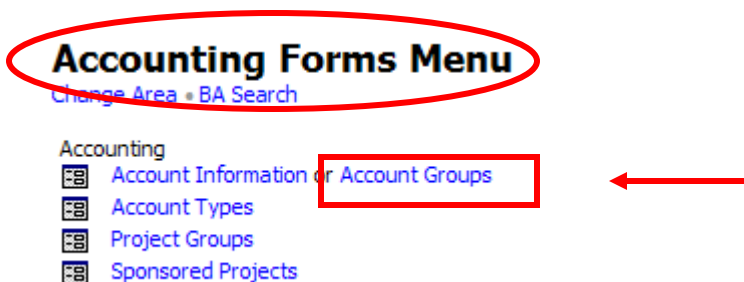 Accounting Forms Menu
Change Area • BA Search
Accounting
Account Information or Account Groups
Account Types
Project Groups
Sponsored Projects